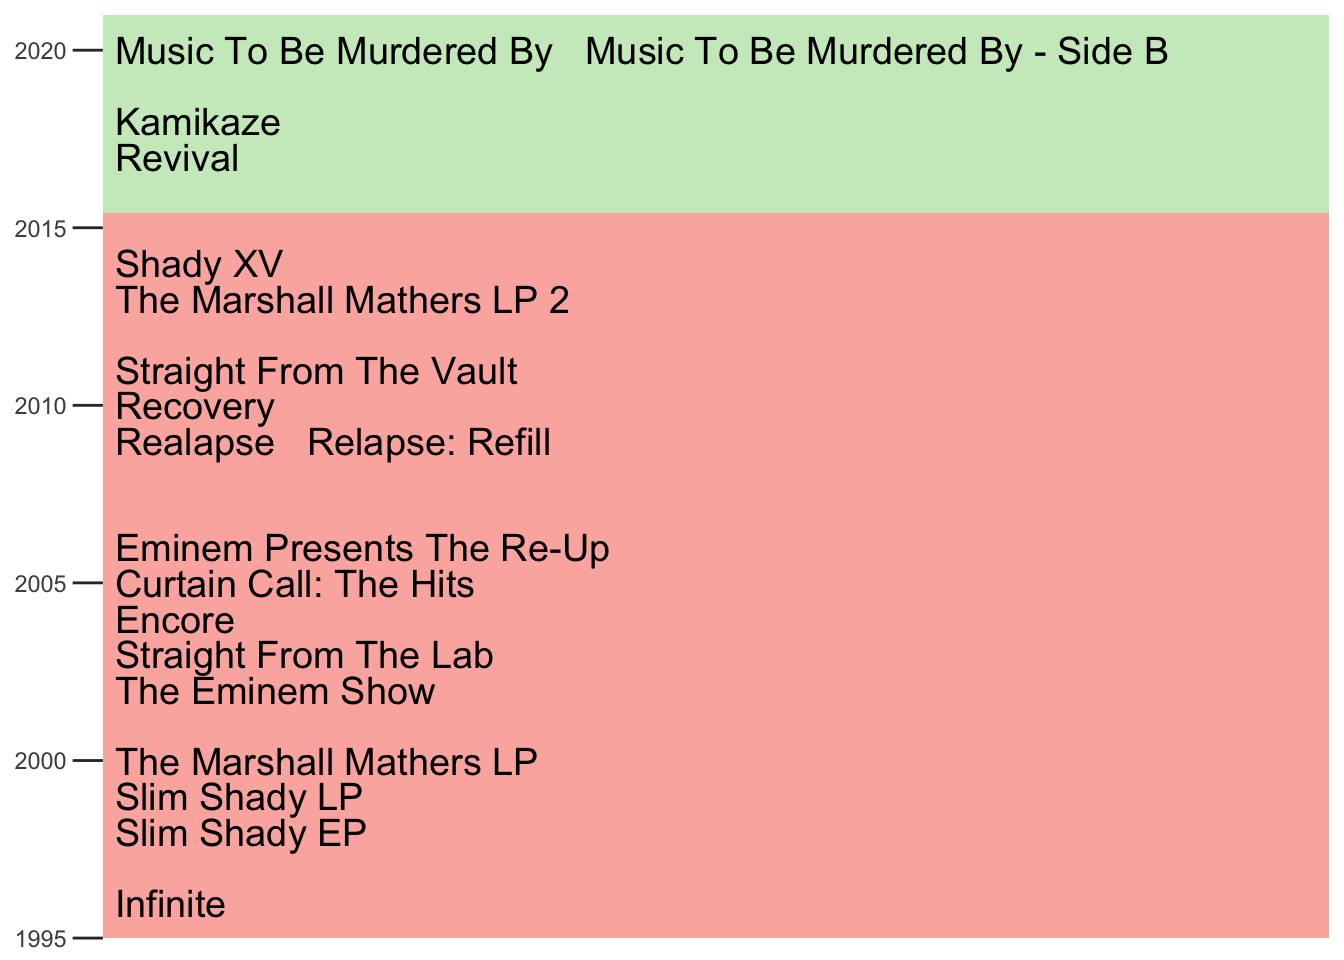 2020 Music To Be Murdered By Music To Be Murdered By - Side B
Kamikaze
Revival
2015
Shady XV
The Marshall Mathers LP 2
Straight From The Vault
2010 Recovery
Realapse Relapse: Refill
Eminem Presents The Re-Up
2005 Curtain Call: The Hits
Encore
Straight From The Lab
The Eminem Show
2000 The Marshall Mathers LP
Slim Shady LP
Slim Shady EP
Infinite
1995